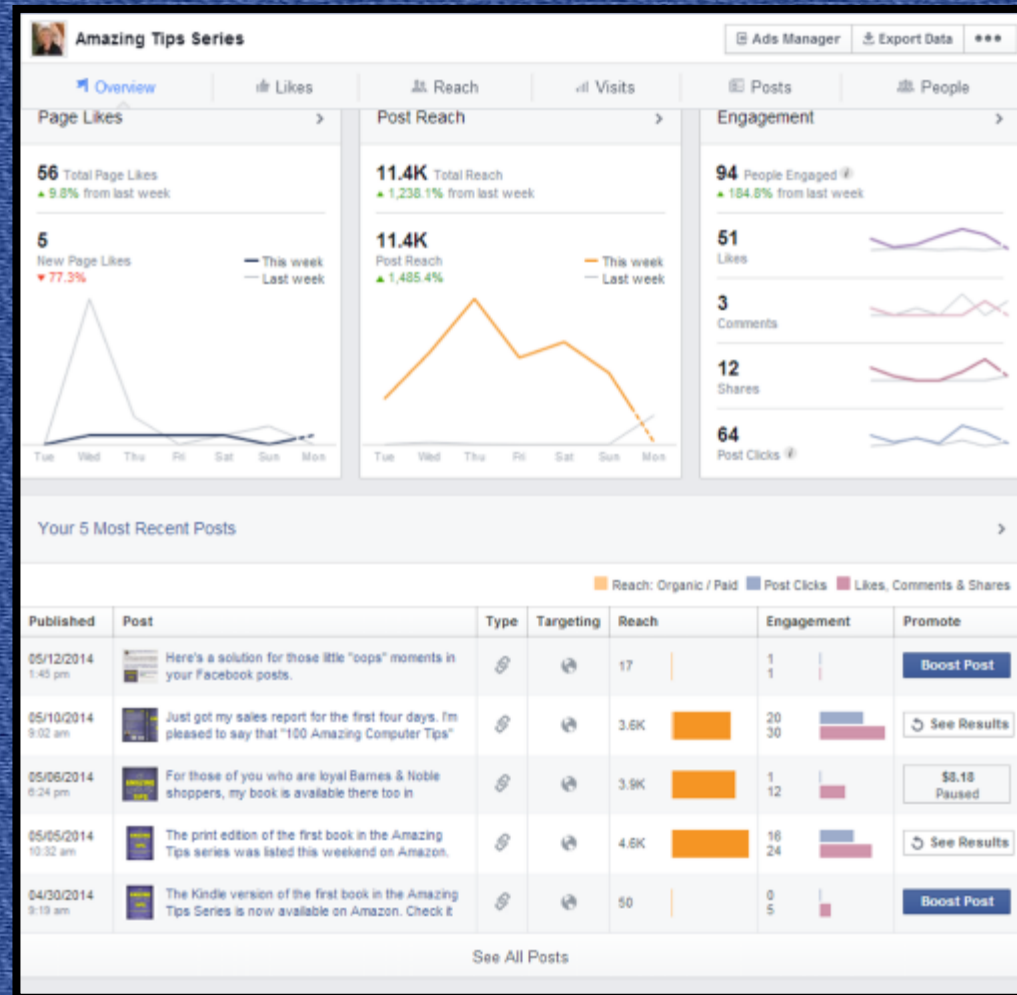 Amazing Tips Series
Ads Manager
Export Data
Overview
Likes
Reach
Visits
Posts
People
Page Likes
56 Total Page Likes
9.8% from last week
5
New Page Likes
77.3%
This week
Last week
Tue Wed Thu Fri Sat Sun Mon
Post Reach
11.4K Total Reach
1,238.1% from last week
11.4K
Post Reach
1,485.4%
This week
Last week
Tue Wed Thu Fri Sat Sun Mon
Engagement
94 People Engaged
184.8% from last week
51
Likes
3
Comments
12
Shares
64
Post Clicks
Your 5 Most Recent Posts
Reach: Organic / Paid Post Clicks Likes, Comments & Shares
Published Post Type Targeting Reach Engagement Promote
05/12/2014
1:45 pm
Here's a solution for those little "oops" moments in
your Facebook posts.
17
1
1
Boost Post
05/10/2014
9:02 am
Just got my sales report for the first four days. I'm
pleased to say that "100 Amazing Computer Tips"
3.6K
20
30
See Results
05/06/2014
6:24 pm
For those of you who are loyal Barnes & Noble
shoppers, my book is available there too in
3.9K
1
12
$8.18
Paused
05/05/2014
10:32 am
The print edition of the first book in the Amazing
Tips series was listed this weekend on Amazon.
4.6K
16
24
See Results
04/30/2014
9:19 am
The Kindle version of the first book in the Amazing
Tips Series is now available on Amazon. Check it
50
0
5
Boost Post
See All Posts